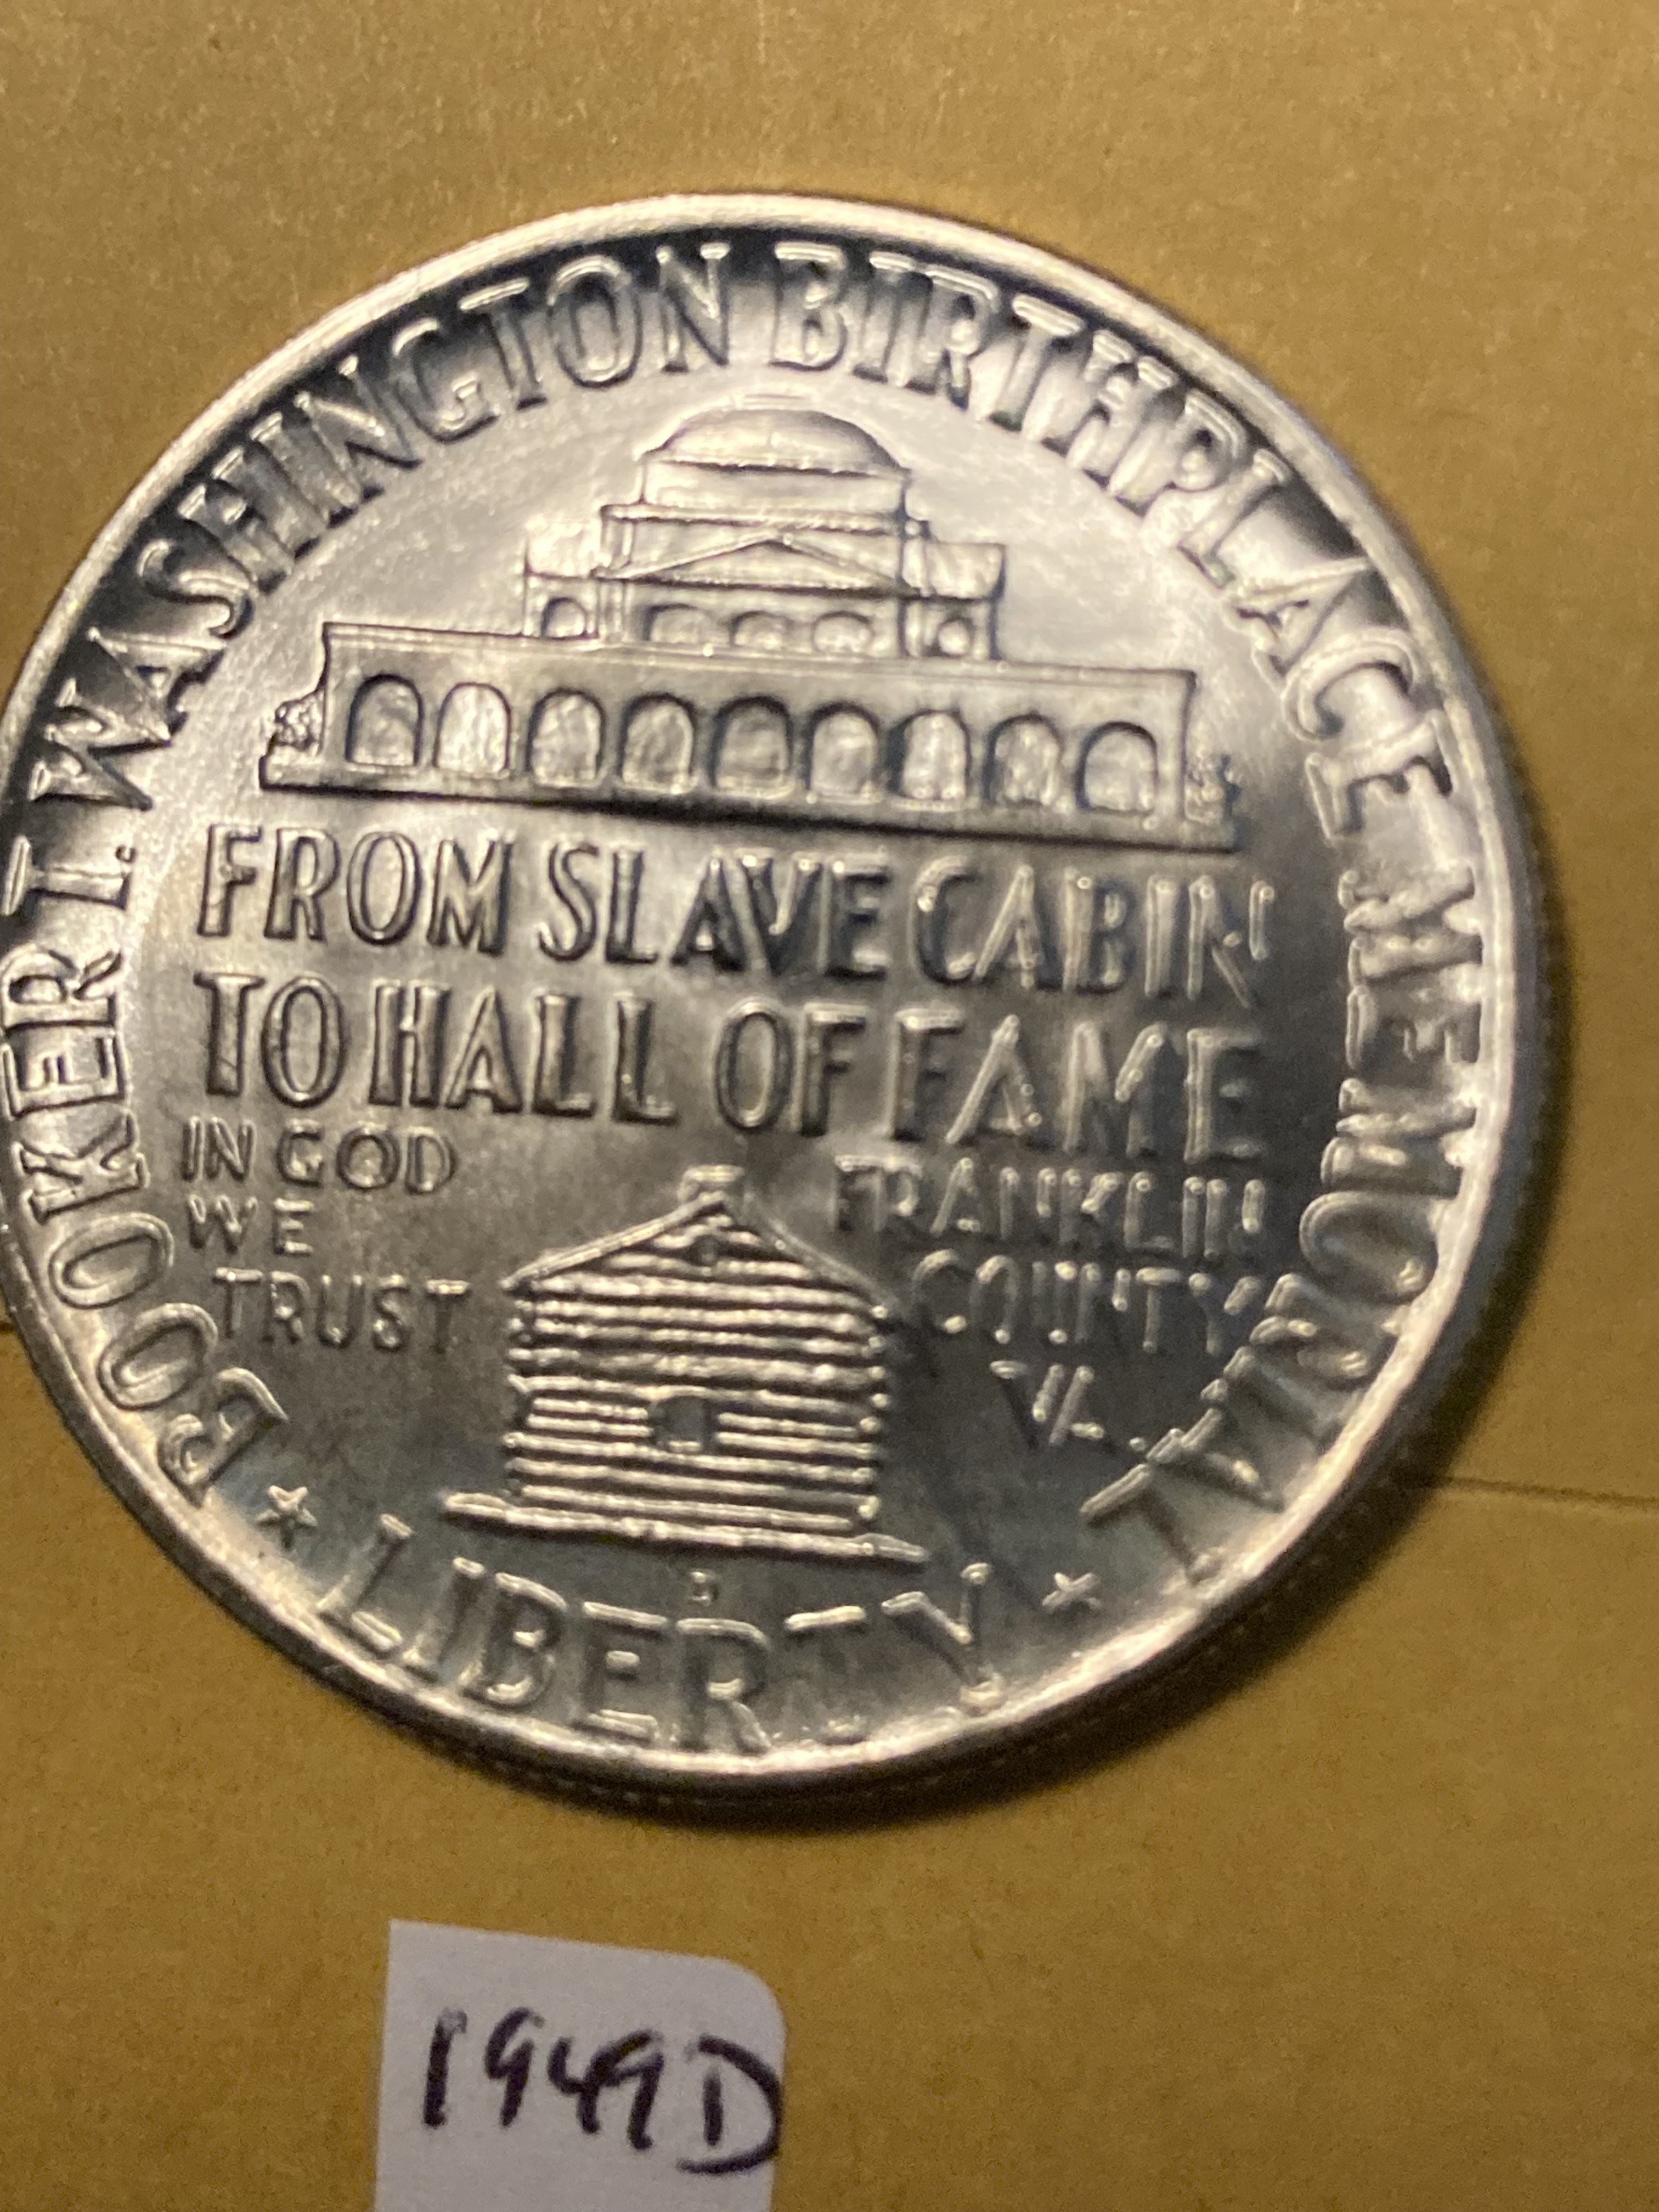 BOOKER T. WASHINGTON BIRTHPLACE MEMORIAL
FROM SLAVE CABIN
TO HALL OF FAME
IN GOD
WE
TRUST
FRANKLIN
COUNTY
VA.
D
LIBERTY
1949D